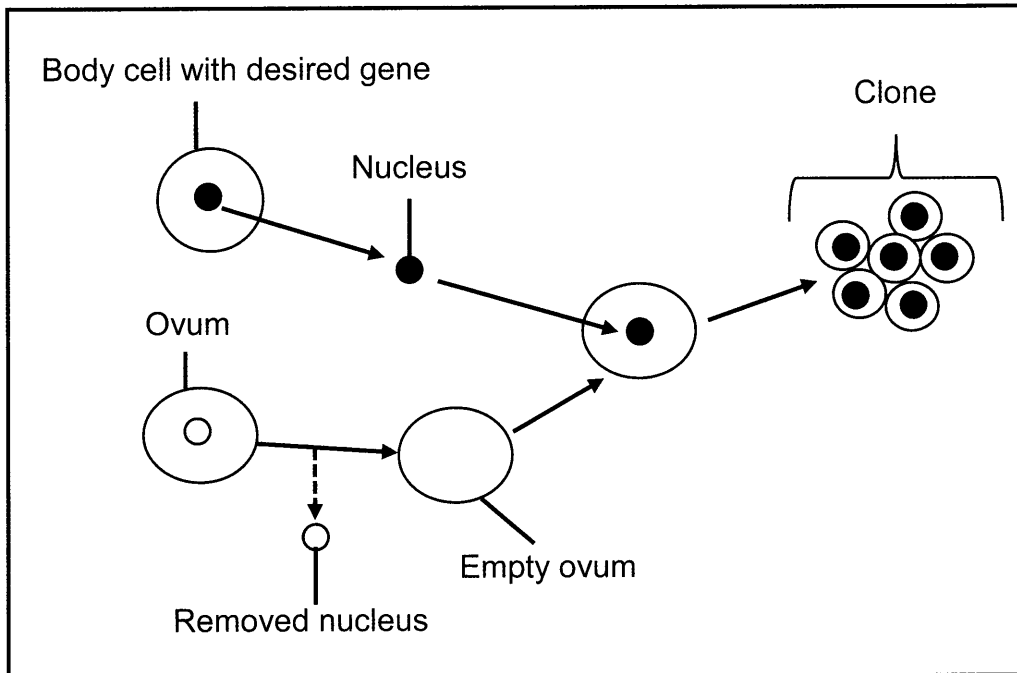 Body cell with desired gene
Clone
Nucleus
Ovum
Empty ovum
Removed nucleus